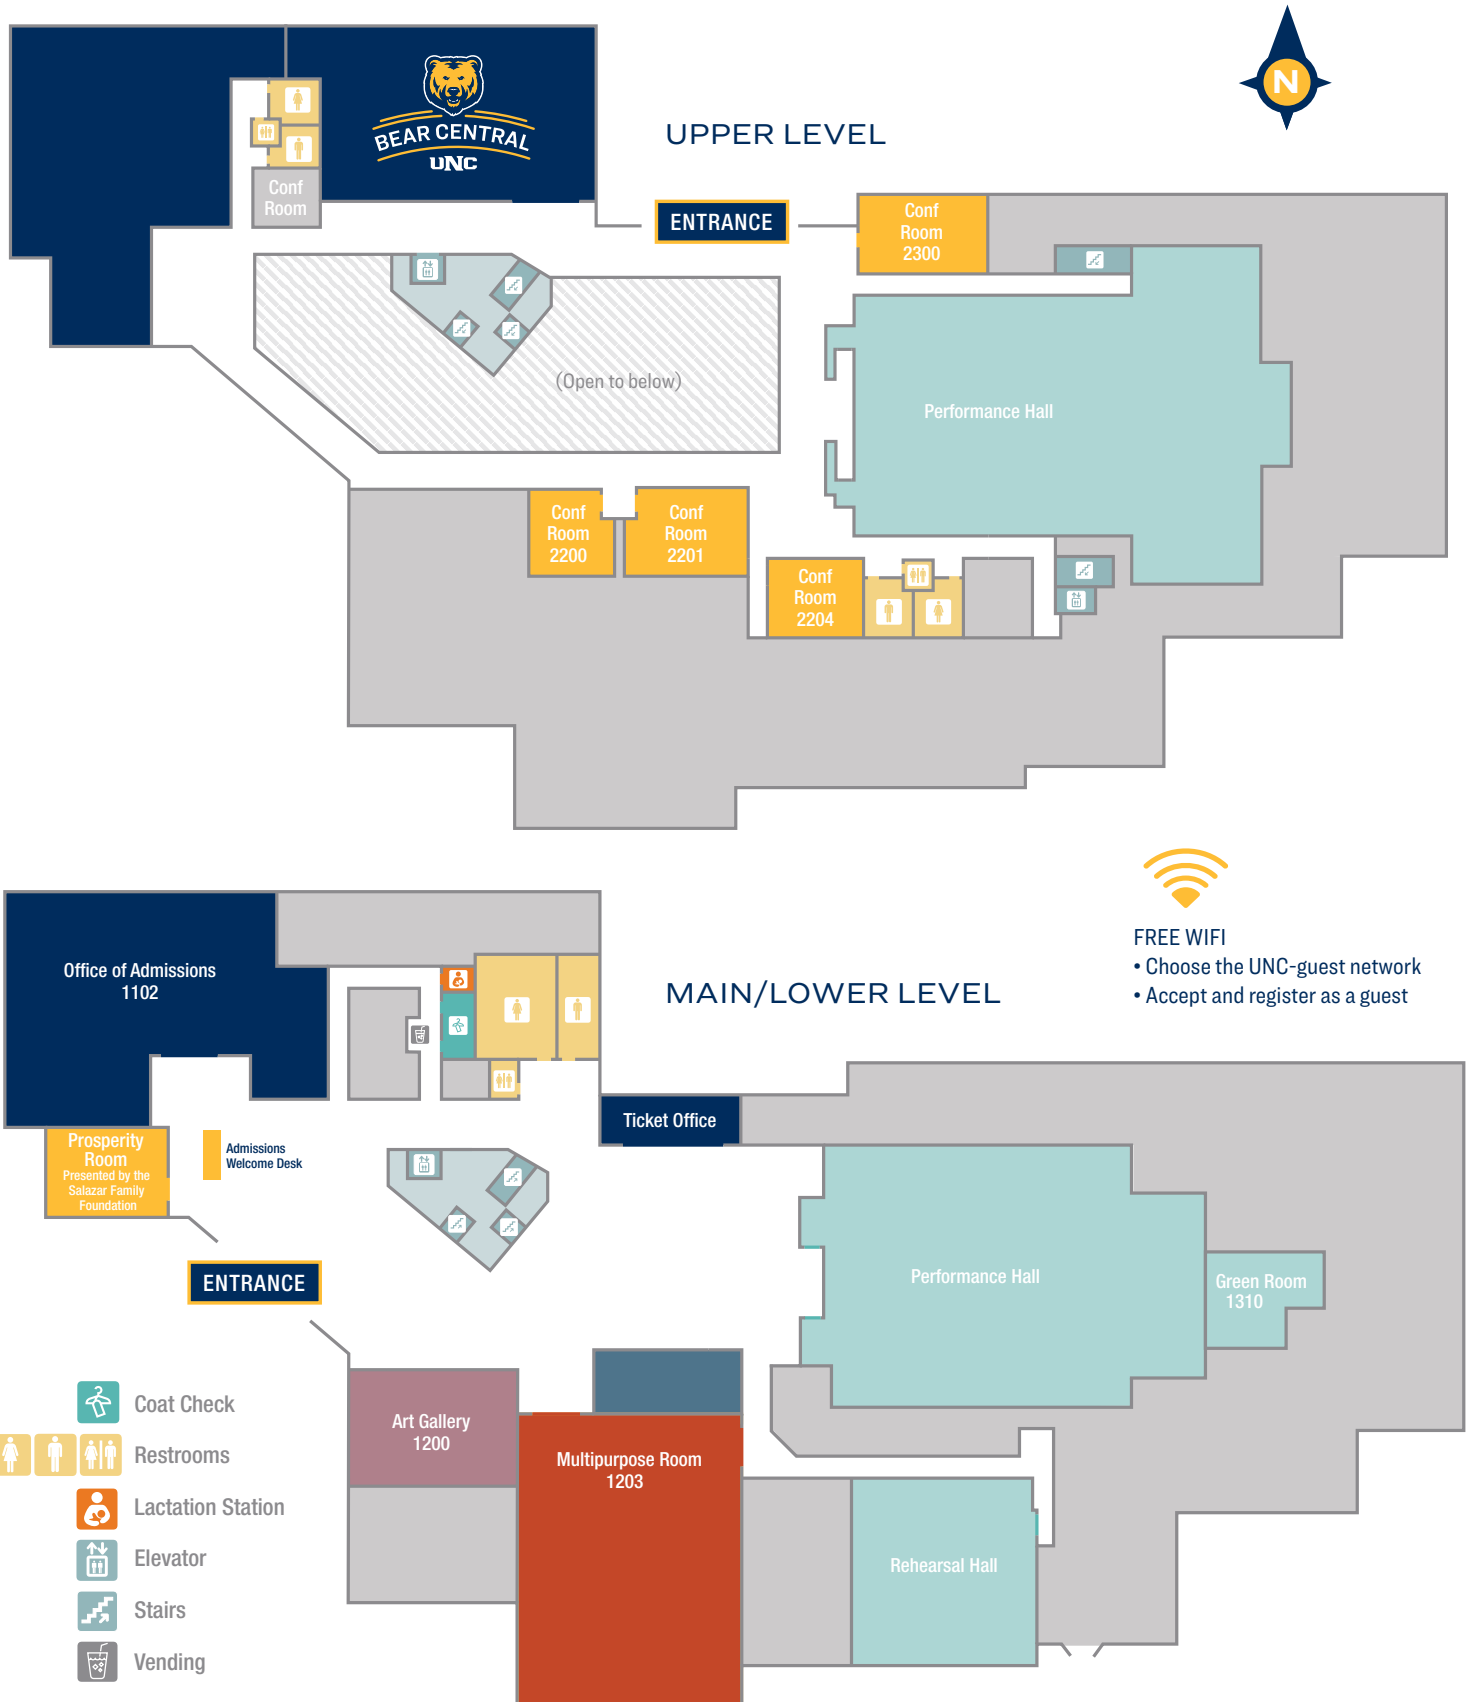 BEAR CENTRAL
UNC
N
UPPER LEVEL
Conf
Room
ENTRANCE
Conf
Room
2300
(Open to below)
Performance Hall
Conf
Room
2200
Conf
Room
2201
Conf
Room
2204
FREE WIFI
• Choose the UNC-guest network
• Accept and register as a guest
MAIN/LOWER LEVEL
Office of Admissions
1102
Ticket Office
Prosperity
Room
Presented by the
Salazar Family
Foundation
Admissions
Welcome Desk
ENTRANCE
Performance Hall
Green Room
1310
Art Gallery
1200
Multipurpose Room
1203
Rehearsal Hall
Coat Check
Restrooms
Lactation Station
Elevator
Stairs
Vending